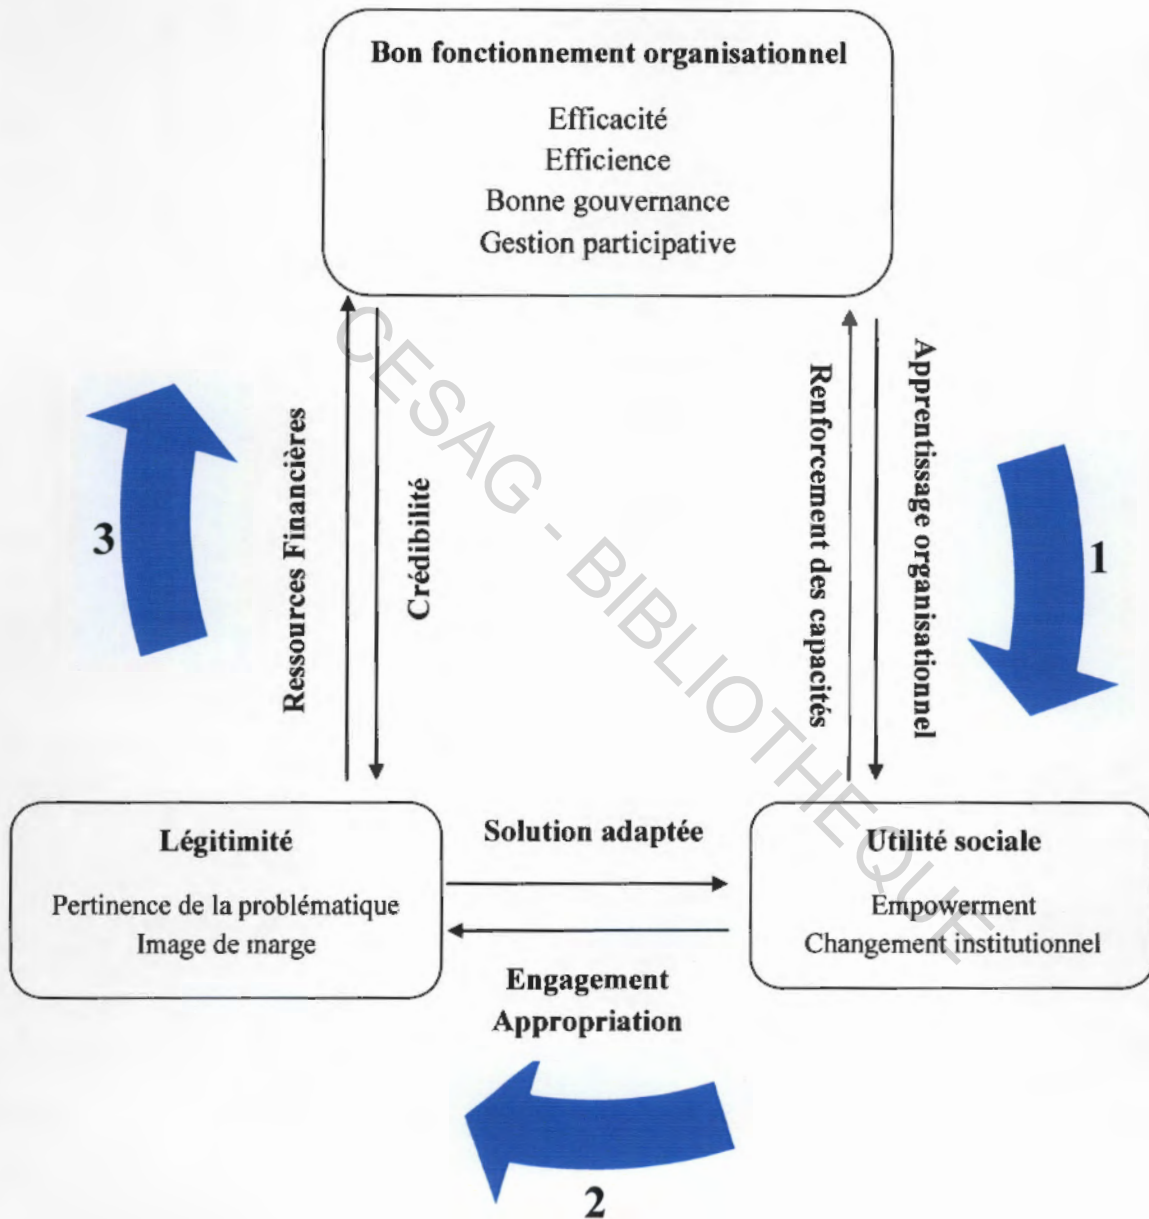 Bon fonctionnement organisationnel
Efficacité
Efficience
Bonne gouvernance
Gestion participative
Ressources Financières
Crédibilité
Renforcement des capacités
Apprentissage organisationnel
3
1
CESAG - BIBLIOTHEQUE
Légitimité
Pertinence de la problématique
Image de marge
Solution adaptée
Engagement
Appropriation
Utilité sociale
Empowerment
Changement institutionnel
2